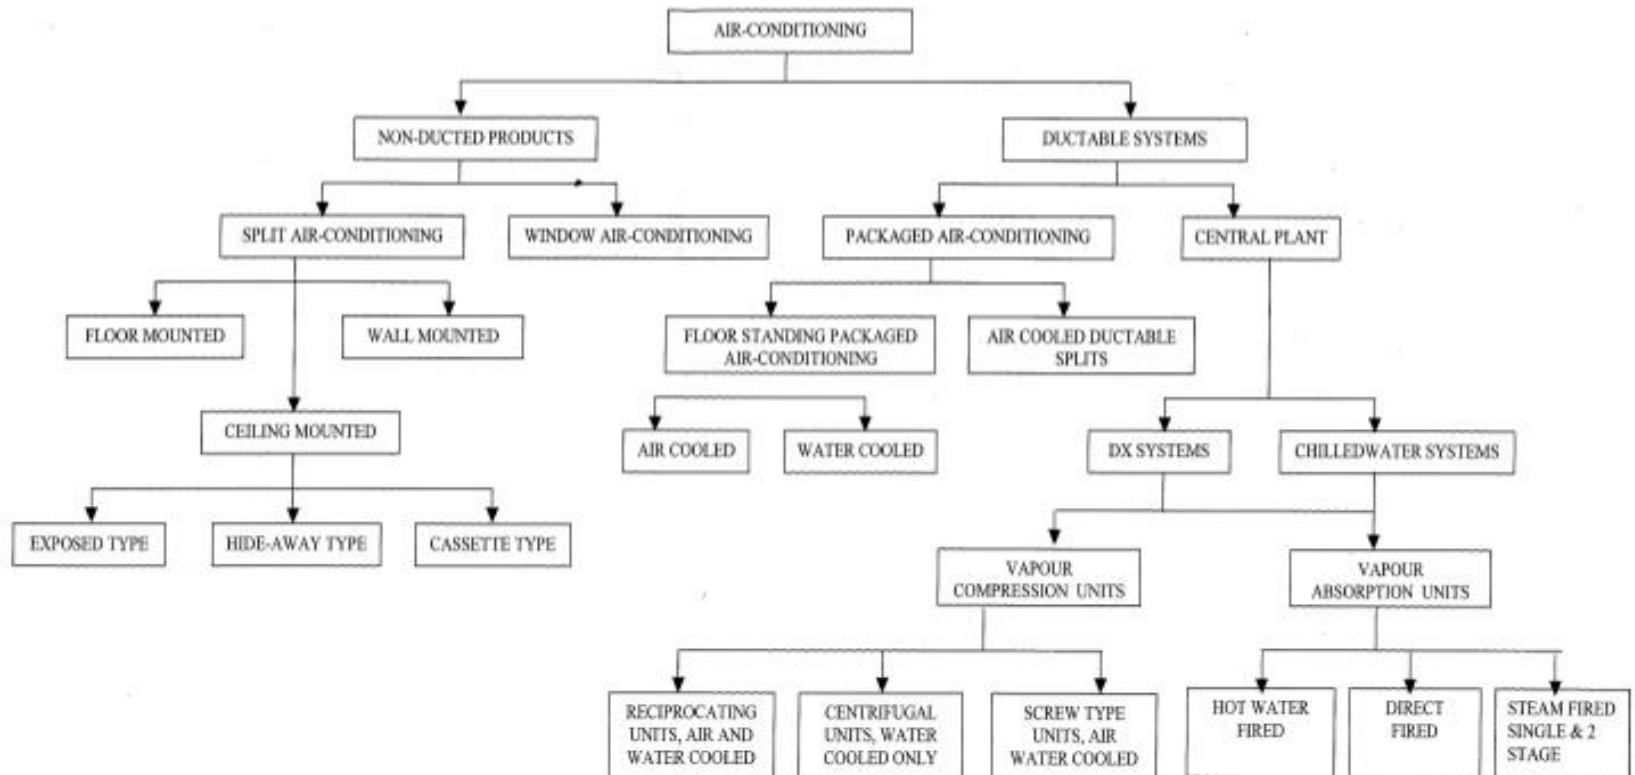 AIR-CONDITIONING
NON-DUCTED PRODUCTS
DUCTABLE SYSTEMS
SPLIT AIR-CONDITIONING
WINDOW AIR-CONDITIONING
PACKAGED AIR-CONDITIONING
CENTRAL PLANT
FLOOR MOUNTED
WALL MOUNTED
FLOOR STANDING PACKAGED
AIR-CONDITIONING
AIR COOLED DUCTABLE
SPLITS
CEILING MOUNTED
AIR COOLED
WATER COOLED
DX SYSTEMS
CHILLEDWATER SYSTEMS
EXPOSED TYPE
HIDE-AWAY TYPE
CASSETTE TYPE
VAPOUR
COMPRESSION UNITS
VAPOUR
ABSORPTION UNITS
RECIPROCATING
UNITS, AIR AND
WATER COOLED
CENTRIFUGAL
UNITS, WATER
COOLED ONLY
SCREW TYPE
UNITS, AIR
WATER COOLED
HOT WATER
FIRED
DIRECT
FIRED
STEAM FIRED
SINGLE & 2
STAGE